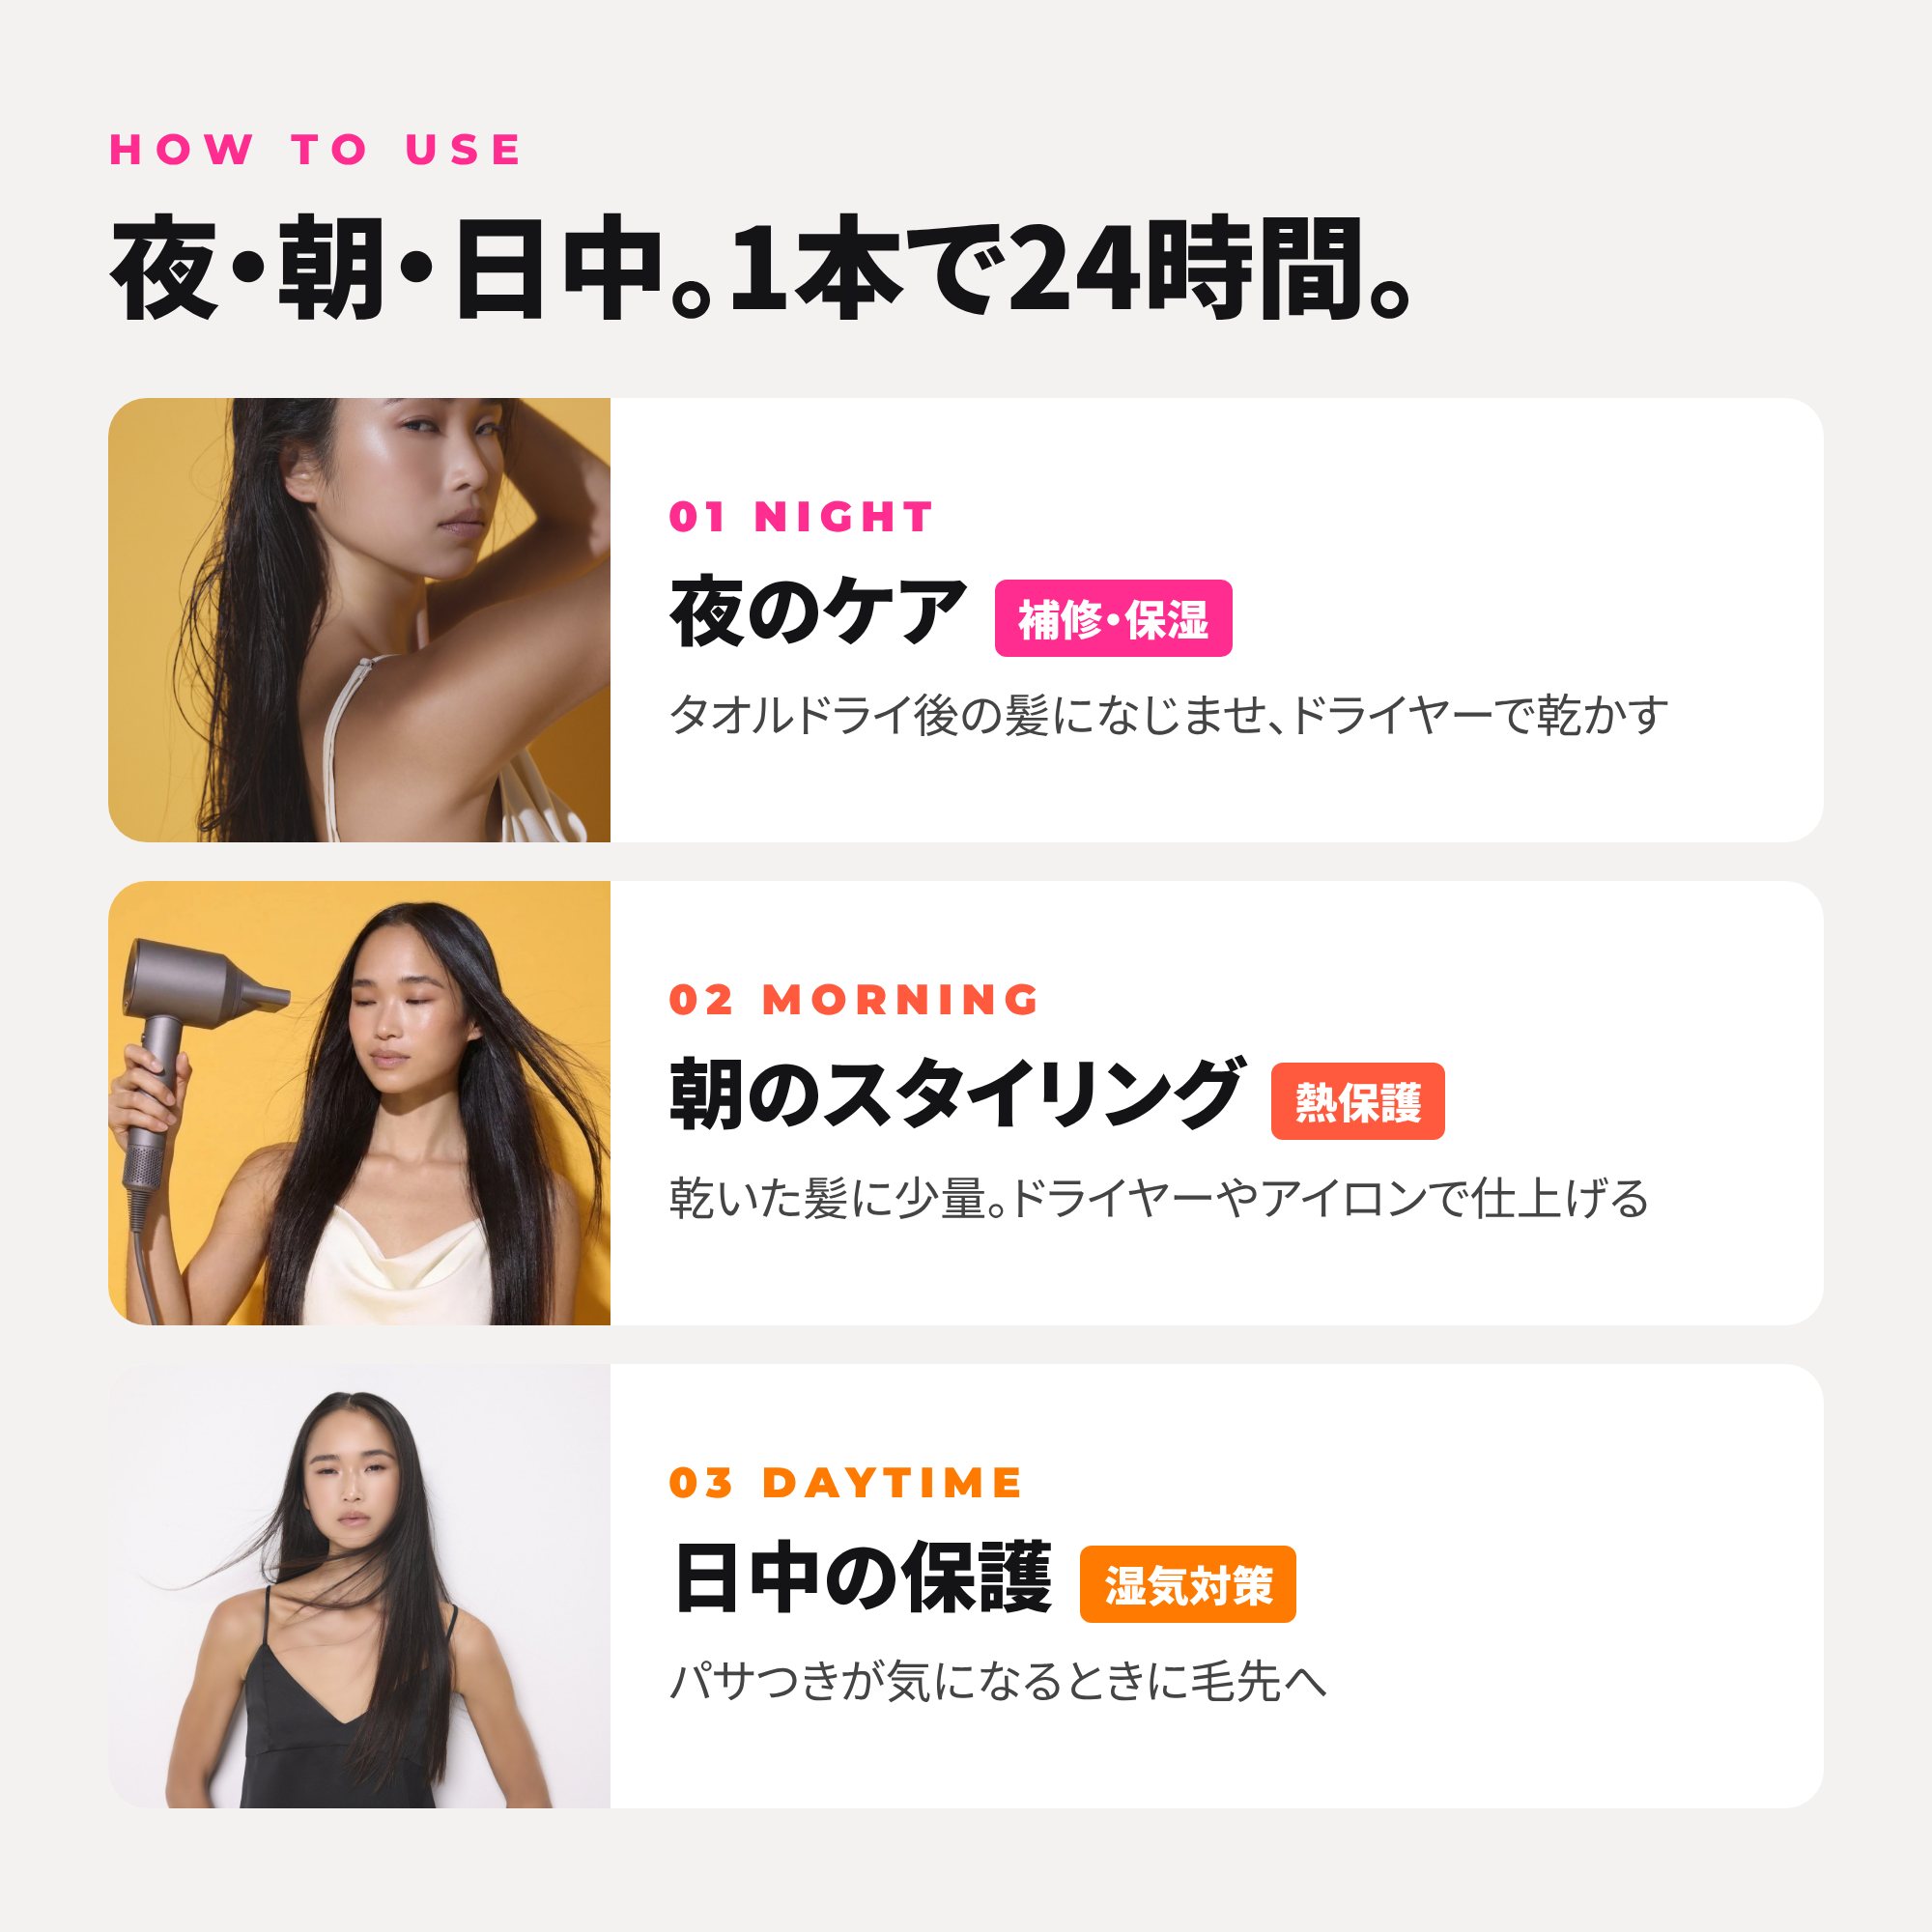 HOW TO USE
夜・朝・日中。1本で24時間。
01 NIGHT
夜のケア 補修・保湿
タオルドライ後の髪になじませ、ドライヤーで乾かす
02 MORNING
朝のスタイリング 熱保護
乾いた髪に少量。ドライヤーやアイロンで仕上げる
03 DAYTIME
日中の保護 湿気対策
パサつきが気になるときに毛先へ